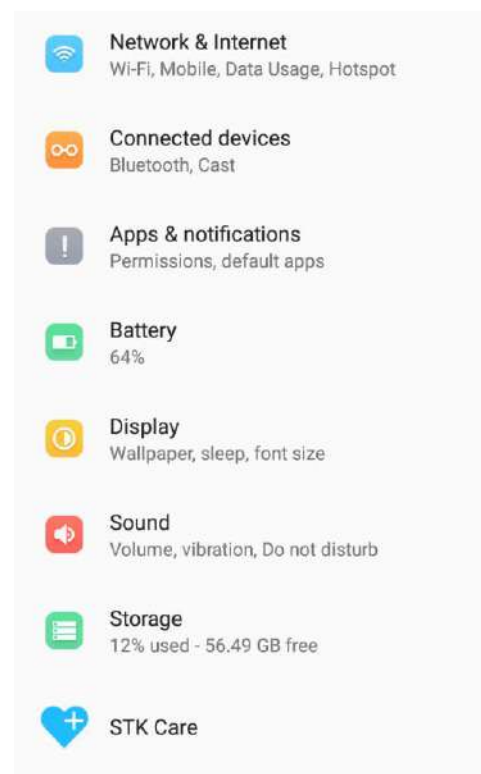 Network & Internet
Wi-Fi, Mobile, Data Usage, Hotspot
Connected devices
Bluetooth, Cast
Apps & notifications
Permissions, default apps
Battery
64%
Display
Wallpaper, sleep, font size
Sound
Volume, vibration, Do not disturb
Storage
12% used - 56.49 GB free
STK Care